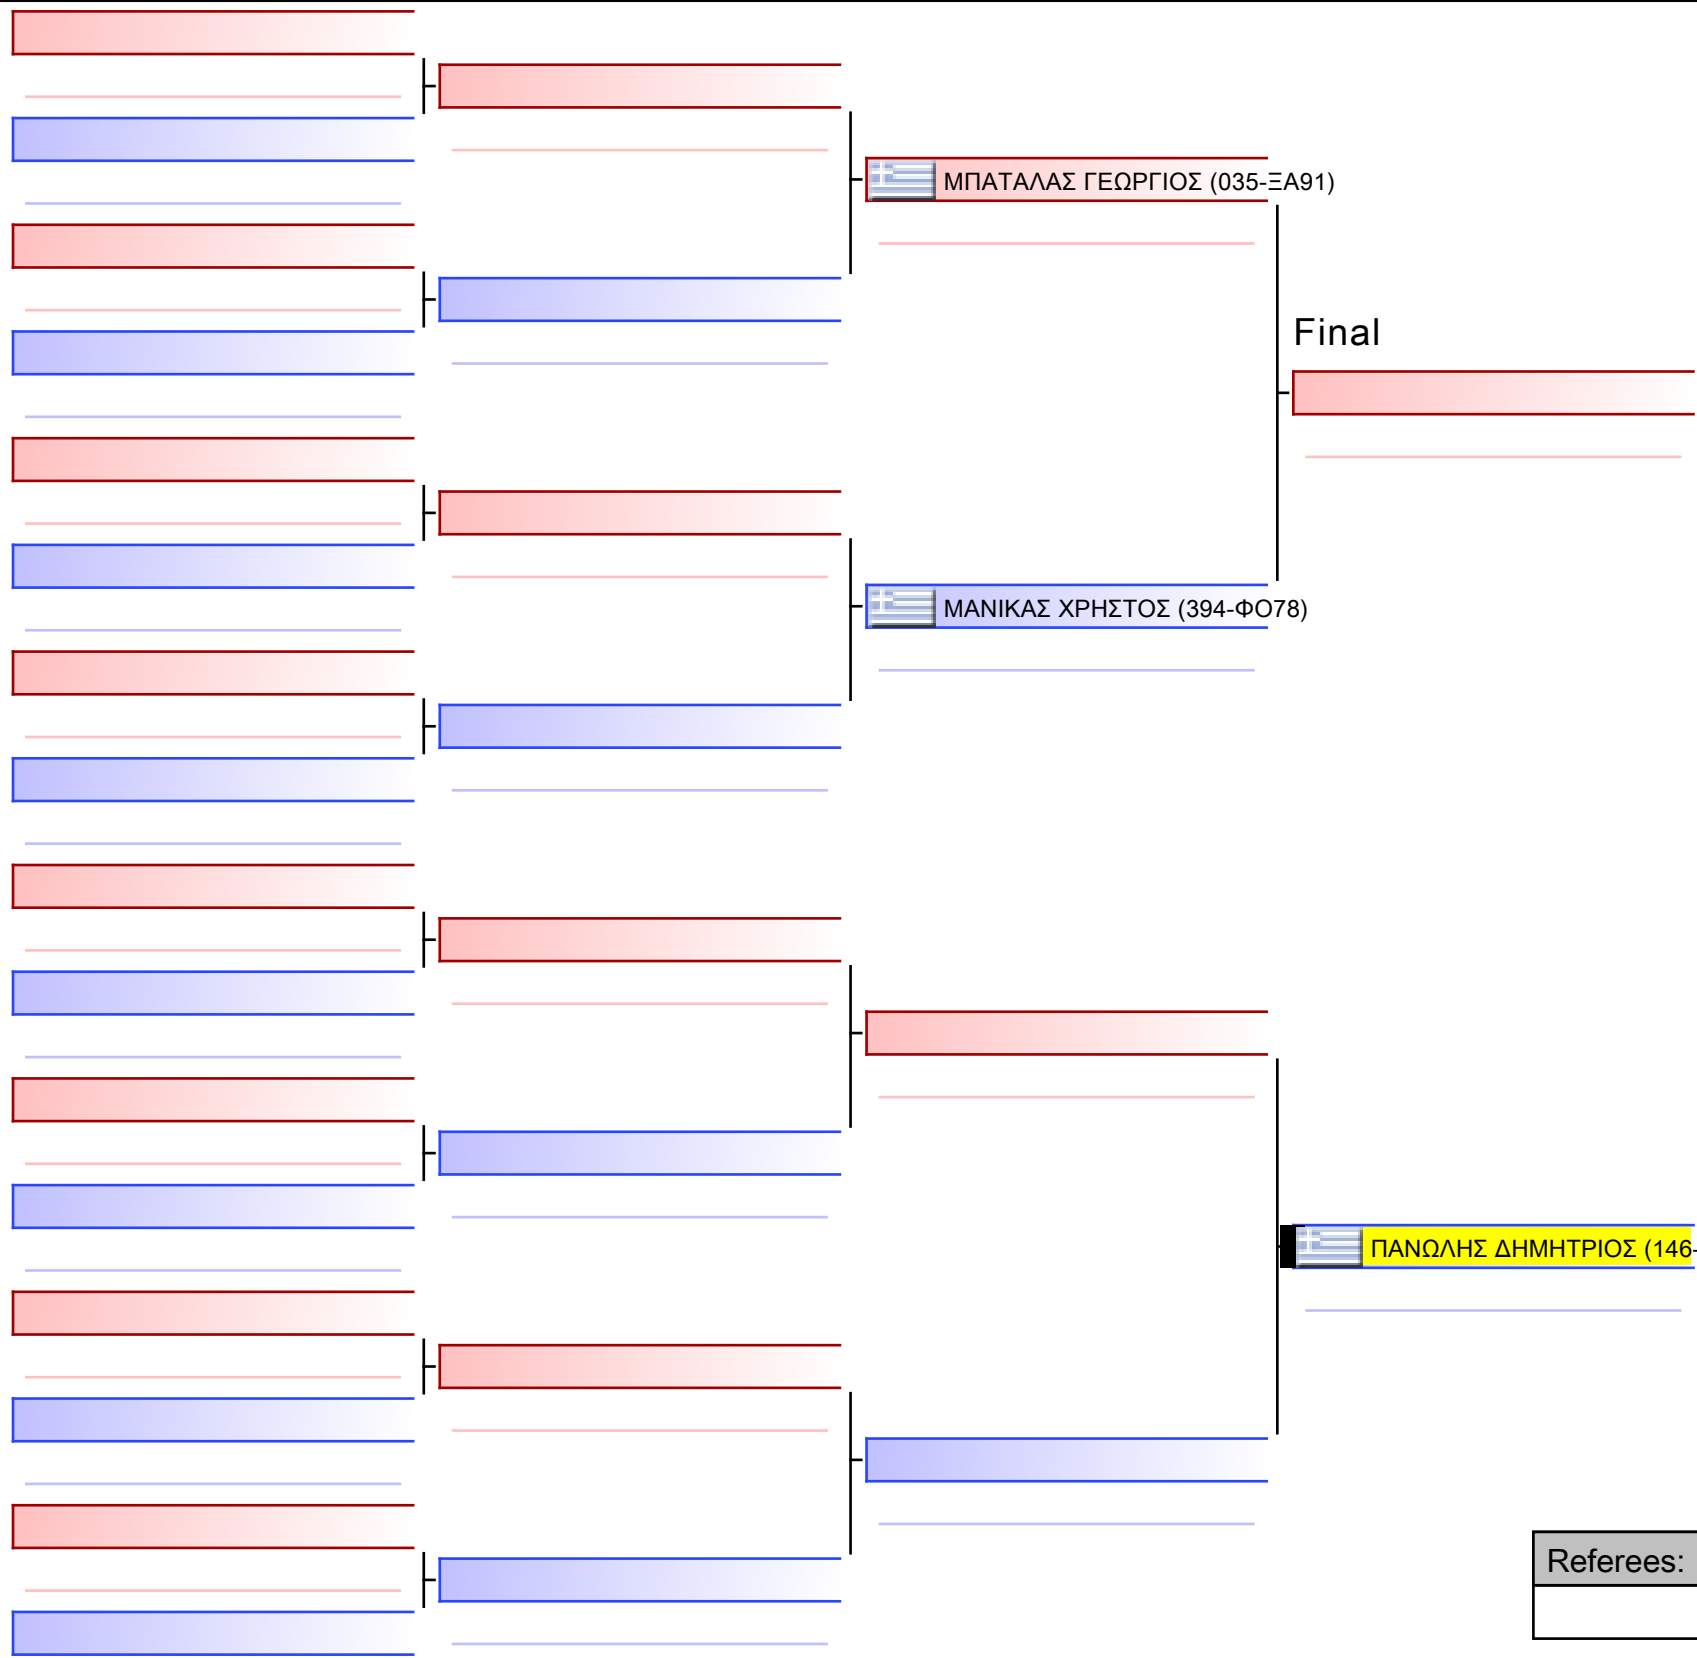 ΜΠΑΤΑΛΑΣ ΓΕΩΡΓΙΟΣ (035-ΞΑ91)
Final
ΜΑΝΙΚΑΣ ΧΡΗΣΤΟΣ (394-ΦΟ78)
ΠΑΝΩΛΗΣ ΔΗΜΗΤΡΙΟΣ (146-
Referees: